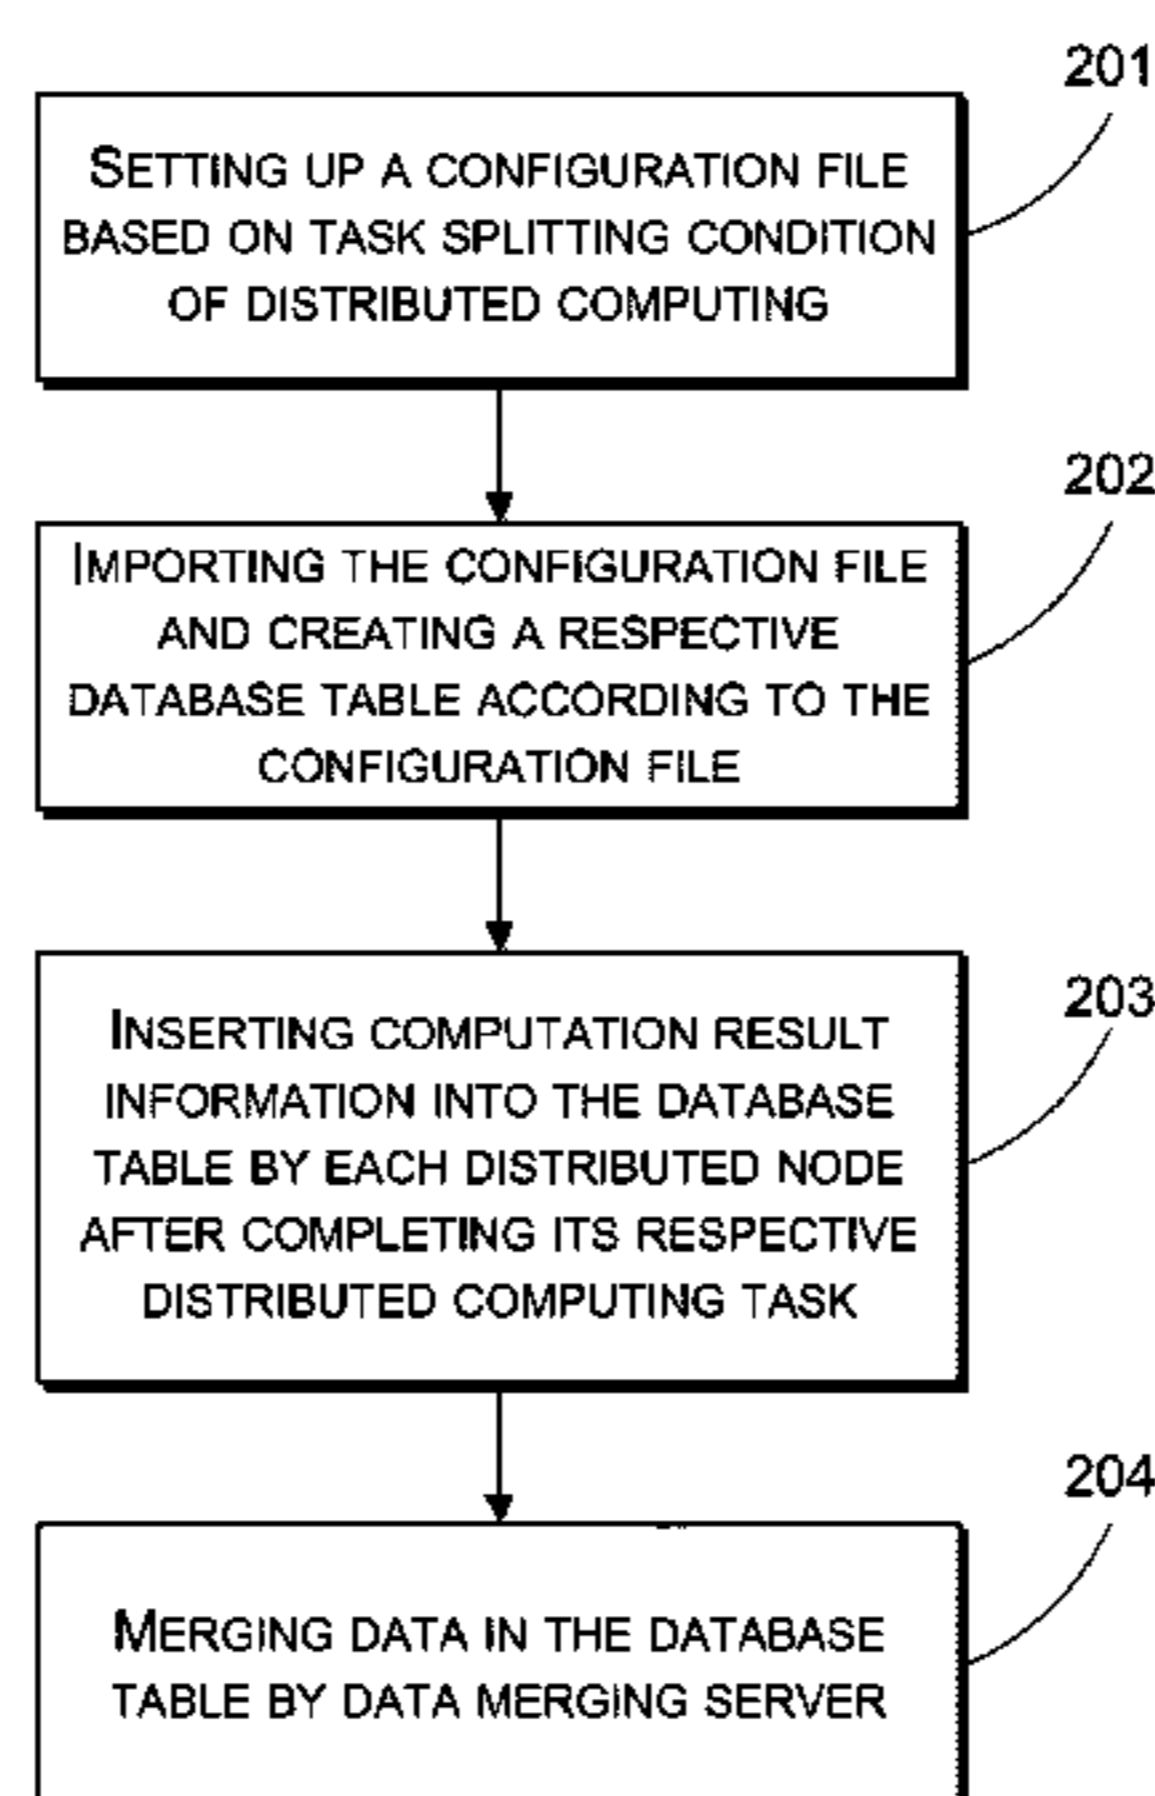 201
SETTING UP A CONFIGURATION FILE
BASED ON TASK SPLITTING CONDITION
OF DISTRIBUTED COMPUTING
202
IMPORTING THE CONFIGURATION FILE
AND CREATING A RESPECTIVE
DATABASE TABLE ACCORDING TO THE
CONFIGURATION FILE
203
INSERTING COMPUTATION RESULT
INFORMATION INTO THE DATABASE
TABLE BY EACH DISTRIBUTED NODE
AFTER COMPLETING ITS RESPECTIVE
DISTRIBUTED COMPUTING TASK
204
MERGING DATA IN THE DATABASE
TABLE BY DATA MERGING SERVER